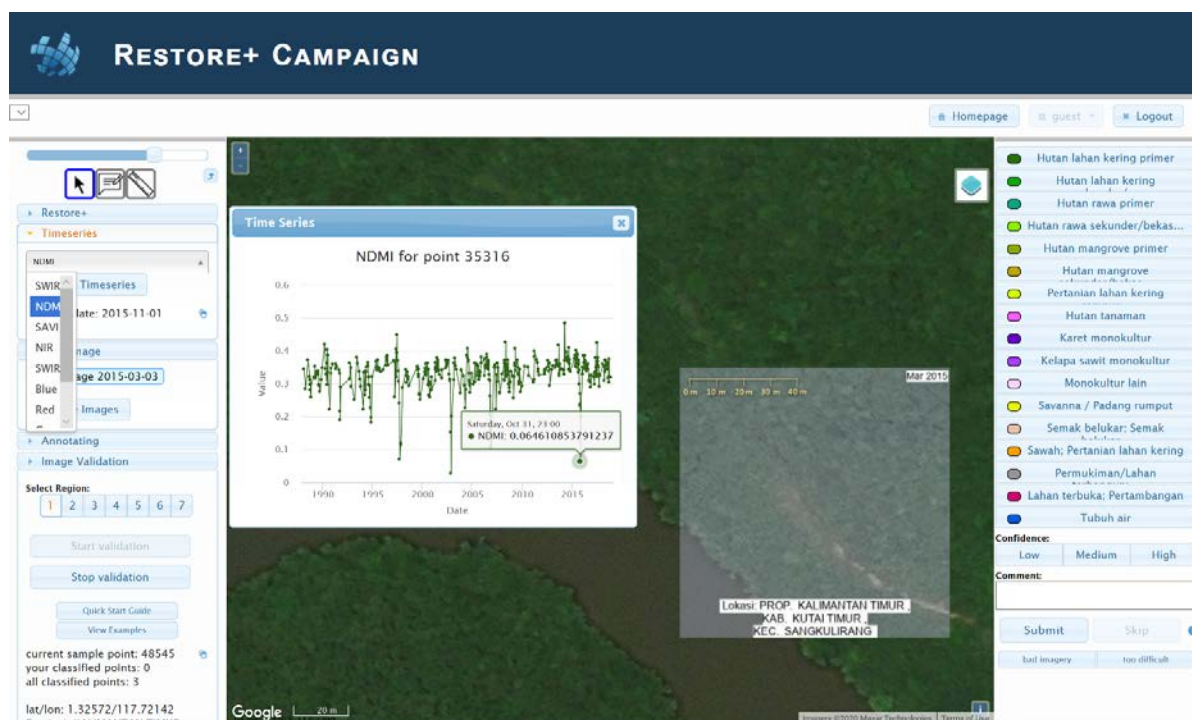 RESTORE+ CAMPAIGN
Homepage
guest
Logout
Restore+
Timeseries
NDMI
SWIR
NDM
SAVI
NIR
SWIR
Blue
Red
Timeseries
late: 2015-11-01
nage
age 2015-03-03
Images
Annotating
Image Validation
Select Region:
1 2 3 4 5 6 7
Start validation
Stop validation
Quick Start Guide
View Examples
current sample point: 48545
your classified points: 0
all classified points: 3
lat/lon: 1.32572/117.72142
Time Series
NDMI for point 35316
Value
0.6
0.5
0.4
0.3
0.2
0.1
0
Saturday, Oct 31, 23:00
NDMI: 0.064610853791237
1990 1995 2000 2005 2010 2015
Date
Mar 2015
0 m 10 m 20 m 30 m 40 m
Lokasi: PROP. KALIMANTAN TIMUR ,
KAB. KUTAI TIMUR ,
KEC. SANGKULIRANG
Google
20 m
Imagery ©2020 Maxar Technologies
Terms of Use
Hutan lahan kering primer
Hutan lahan kering
Hutan rawa primer
Hutan rawa sekunder/bekas...
Hutan mangrove primer
Hutan mangrove
Pertanian lahan kering
Hutan tanaman
Karet monokultur
Kelapa sawit monokultur
Monokultur lain
Savanna / Padang rumput
Semak belukar; Semak
Sawah; Pertanian lahan kering
Permukiman/Lahan
Lahan terbuka; Pertambangan
Tubuh air
Confidence:
Low Medium High
Comment:
Submit
Skip
bad imagery
too difficult